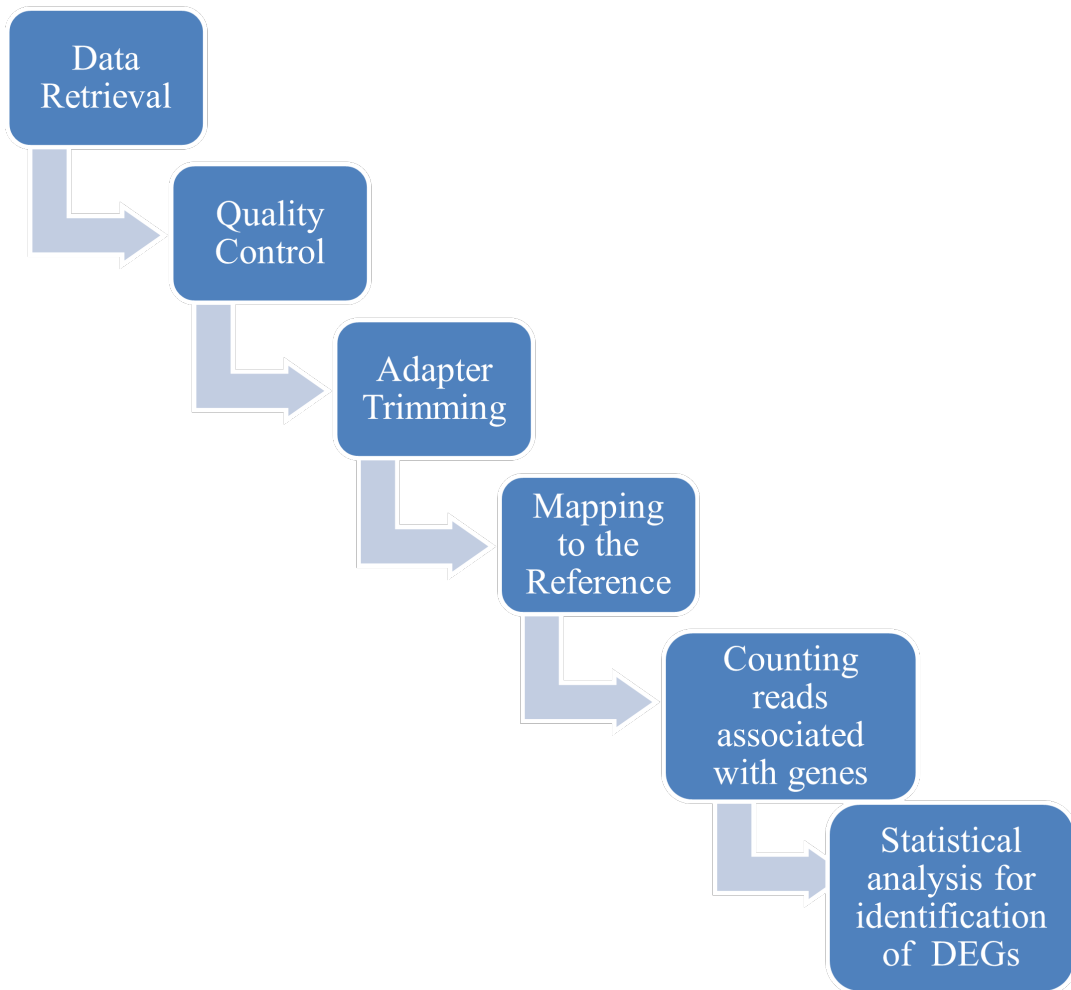 Data
Retrieval
Quality
Control
Adapter
Trimming
Mapping
to the
Reference
Counting
reads
associated
with genes
Statistical
analysis for
identification
of  DEGs